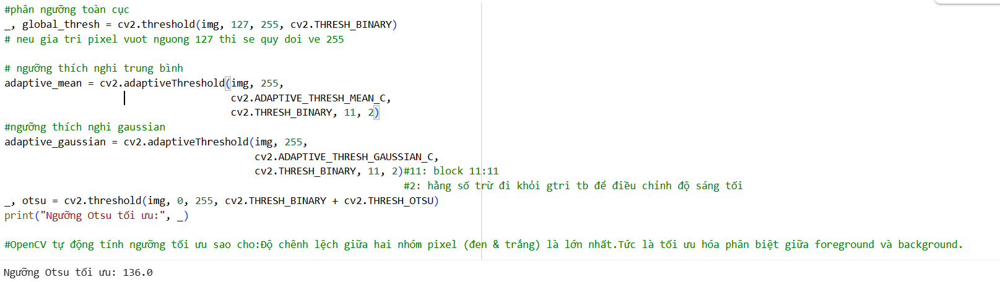 #phân ngưỡng toàn cục
_, global_thresh = cv2.threshold(img, 127, 255, cv2.THRESH_BINARY)
# neu gia tri pixel vuot nguong 127 thi se quy doi ve 255
# ngưỡng thích nghi trung bình
adaptive_mean = cv2.adaptiveThreshold(img, 255,
cv2.ADAPTIVE_THRESH_MEAN_C,
cv2.THRESH_BINARY, 11, 2)
#ngưỡng thích nghi gaussian
adaptive_gaussian = cv2.adaptiveThreshold(img, 255,
cv2.ADAPTIVE_THRESH_GAUSSIAN_C,
cv2.THRESH_BINARY, 11, 2)#11: block 11:11
#2: hằng số trừ đi khỏi gtri tb để điều chỉnh độ sáng tối
_, otsu = cv2.threshold(img, 0, 255, cv2.THRESH_BINARY + cv2.THRESH_OTSU)
print("Ngưỡng Otsu tối ưu:", _)
#OpenCV tự động tính ngưỡng tối ưu sao cho:Độ chênh lệch giữa hai nhóm pixel (đen & trắng) là lớn nhất.Tức là tối ưu hóa phân biệt giữa foreground và background.
Ngưỡng Otsu tối ưu: 136.0